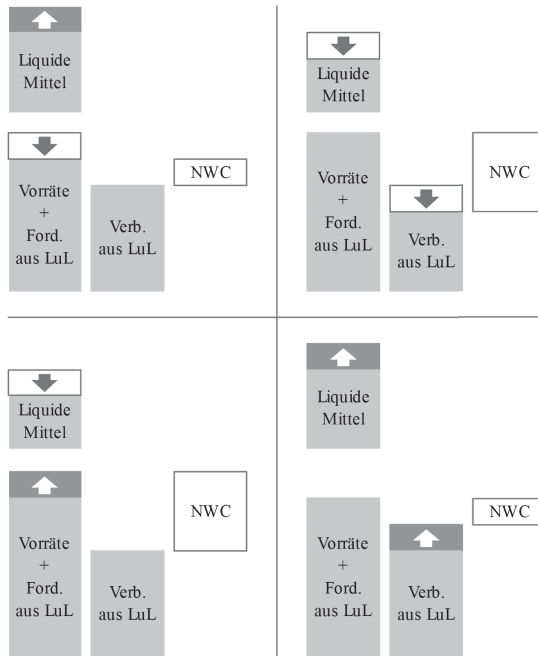 Liquide
Mittel
Vorräte
+
Ford.
aus LuL
Verb.
aus LuL
NWC
Liquide
Mittel
Vorräte
+
Ford.
aus LuL
Verb.
aus LuL
NWC
Liquide
Mittel
Vorräte
+
Ford.
aus LuL
Verb.
aus LuL
NWC
Liquide
Mittel
Vorräte
+
Ford.
aus LuL
Verb.
aus LuL
NWC